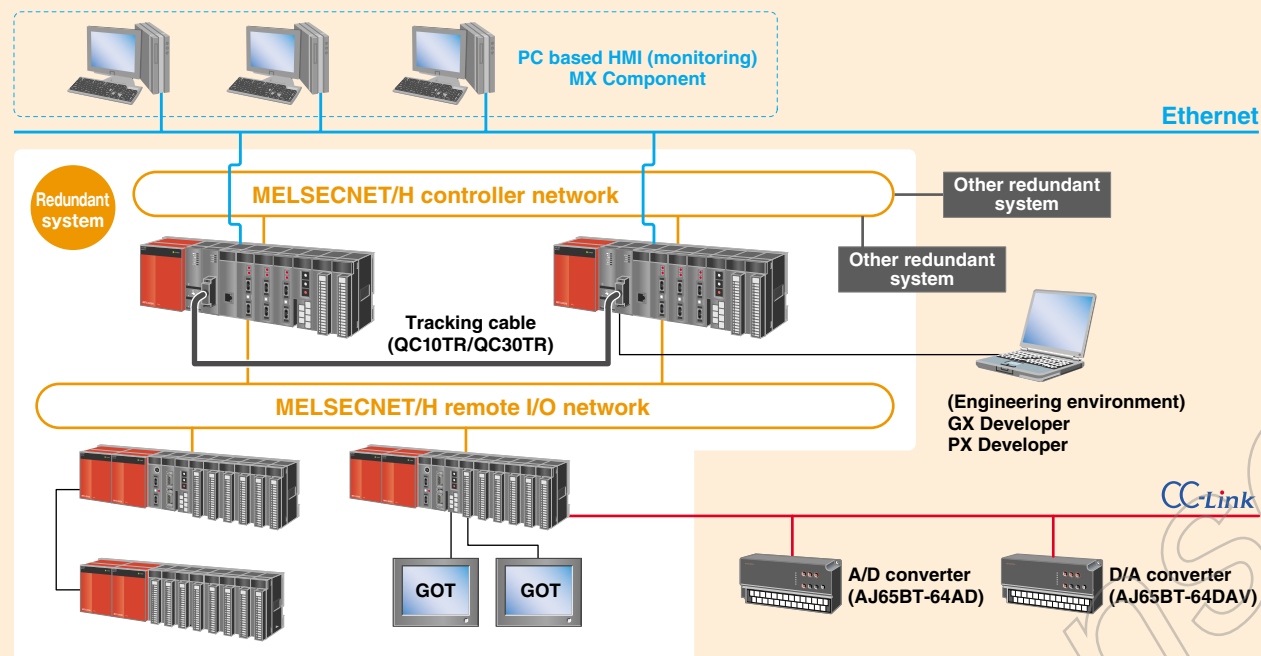 PC based HMI (monitoring)
MX Component
Ethernet
Redundant
system
MELSECNET/H controller network
Other redundant
system
Other redundant
system
Tracking cable
(QC10TR/QC30TR)
MELSECNET/H remote I/O network
(Engineering environment)
GX Developer
PX Developer
CC-Link
GOT
GOT
A/D converter
(AJ65BT-64AD)
D/A converter
(AJ65BT-64DAV)